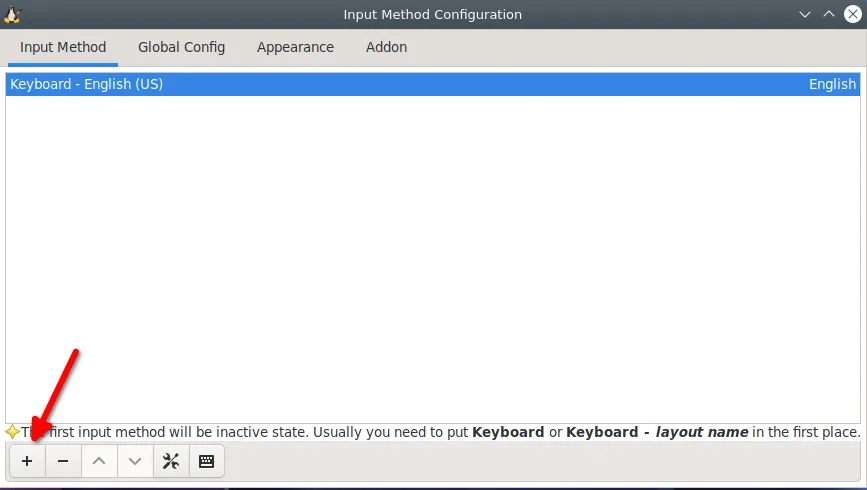 Input Method Configuration
Input Method Global Config Appearance Addon
Keyboard - English (US) English
first input method will be inactive state. Usually you need to put Keyboard or Keyboard - layout name in the first place.